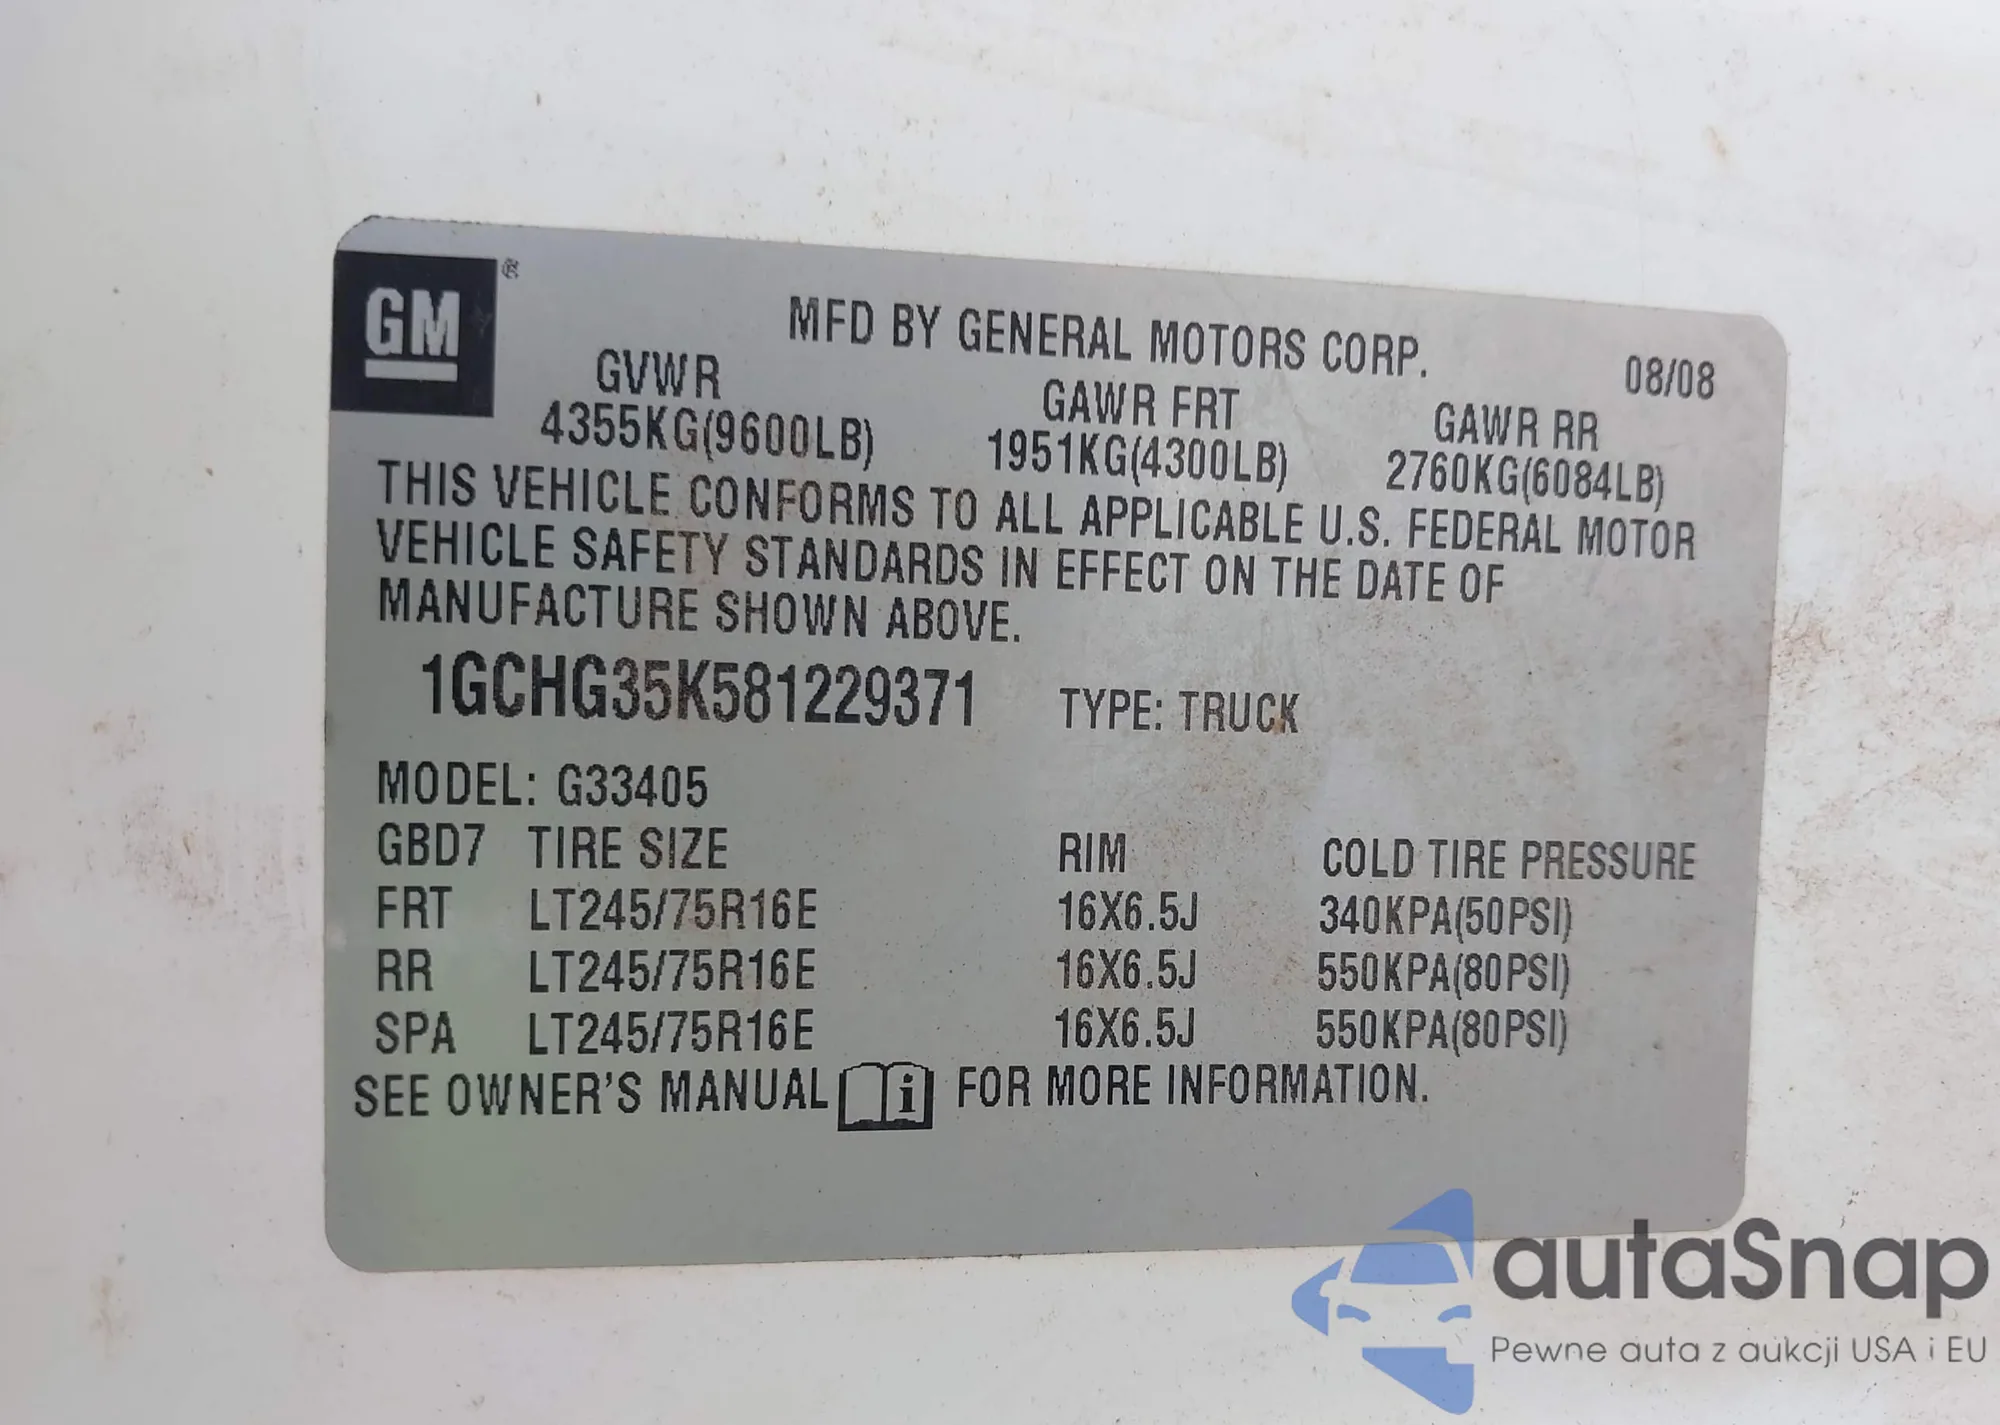 GM ®
MFD BY GENERAL MOTORS CORP. 08/08
GVWR GAWR FRT GAWR RR
4355KG(9600LB) 1951KG(4300LB) 2760KG(6084LB)
THIS VEHICLE CONFORMS TO ALL APPLICABLE U.S. FEDERAL MOTOR
VEHICLE SAFETY STANDARDS IN EFFECT ON THE DATE OF
MANUFACTURE SHOWN ABOVE.
1GCHG35K581229371 TYPE: TRUCK
MODEL: G33405
GBD7 TIRE SIZE RIM COLD TIRE PRESSURE
FRT LT245/75R16E 16X6.5J 340KPA(50PSI)
RR LT245/75R16E 16X6.5J 550KPA(80PSI)
SPA LT245/75R16E 16X6.5J 550KPA(80PSI)
SEE OWNER'S MANUAL i FOR MORE INFORMATION.
autaSnap
Pewne auta z aukcji USA i EU